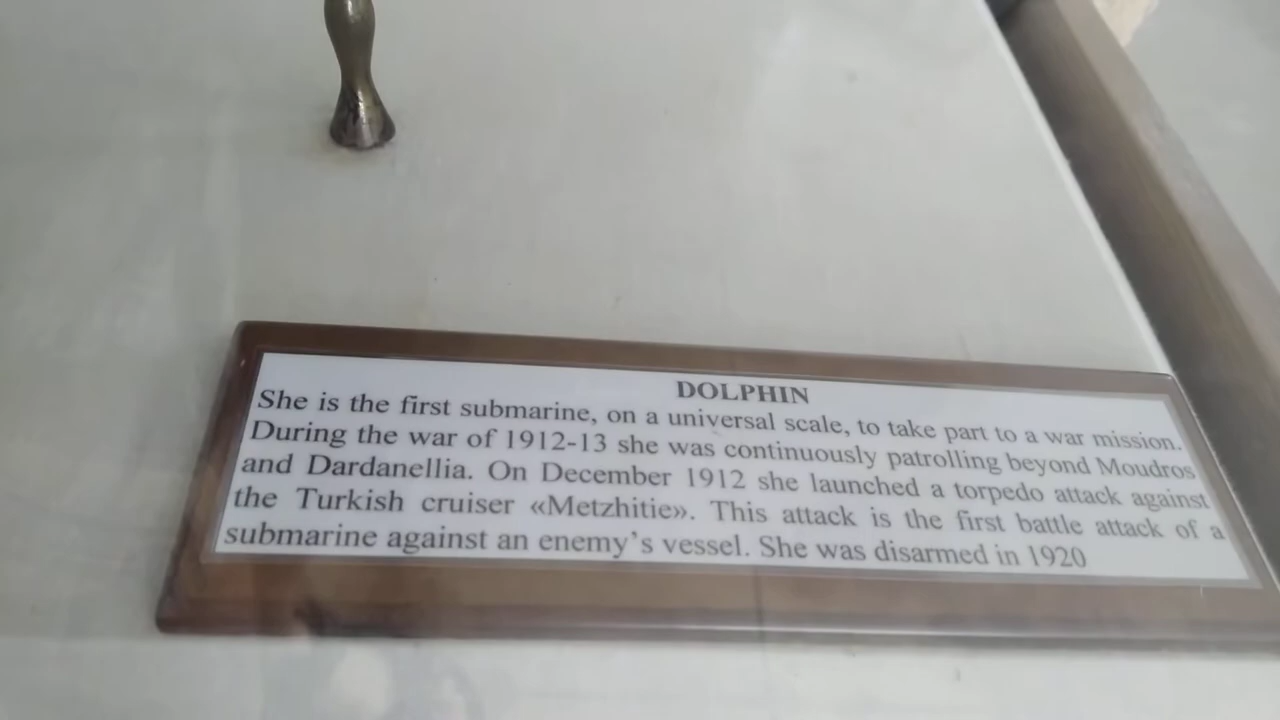 DOLPHIN
She is the first submarine, on a universal scale, to take part to a war mission.
During the war of 1912-13 she was continuously patrolling beyond Moudros
and Dardanellia. On December 1912 she launched a torpedo attack against
the Turkish cruiser «Metzhitie». This attack is the first battle attack of a
submarine against an enemy's vessel. She was disarmed in 1920